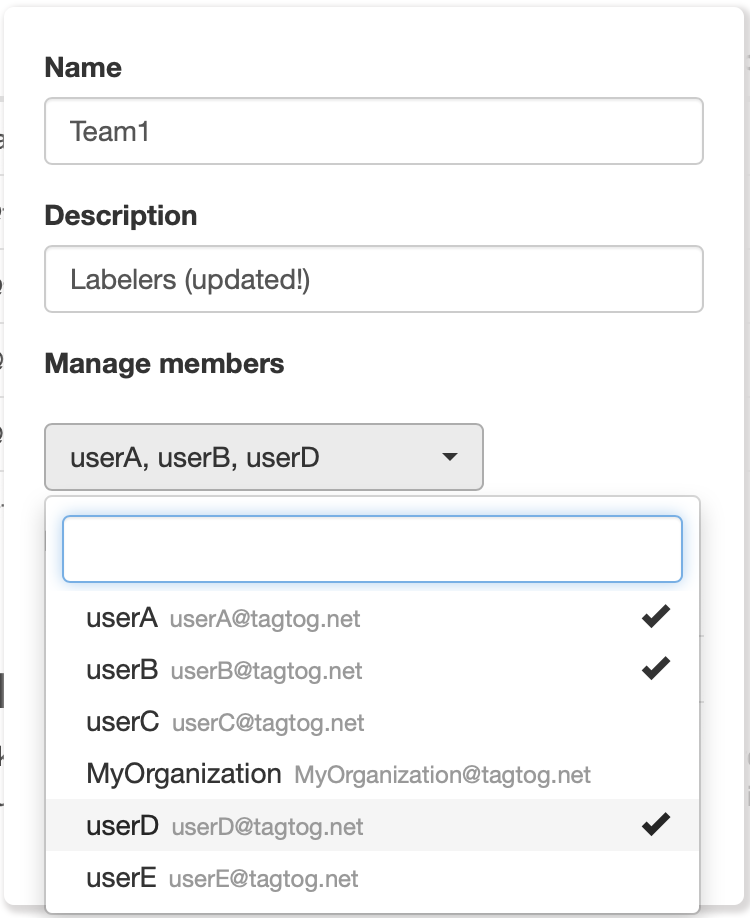 Name
Team1
Description
Labelers (updated!)
Manage members
userA, userB, userD
userA userA@tagtog.net
userB userB@tagtog.net
userC userC@tagtog.net
MyOrganization MyOrganization@tagtog.net
userD userD@tagtog.net
userE userE@tagtog.net